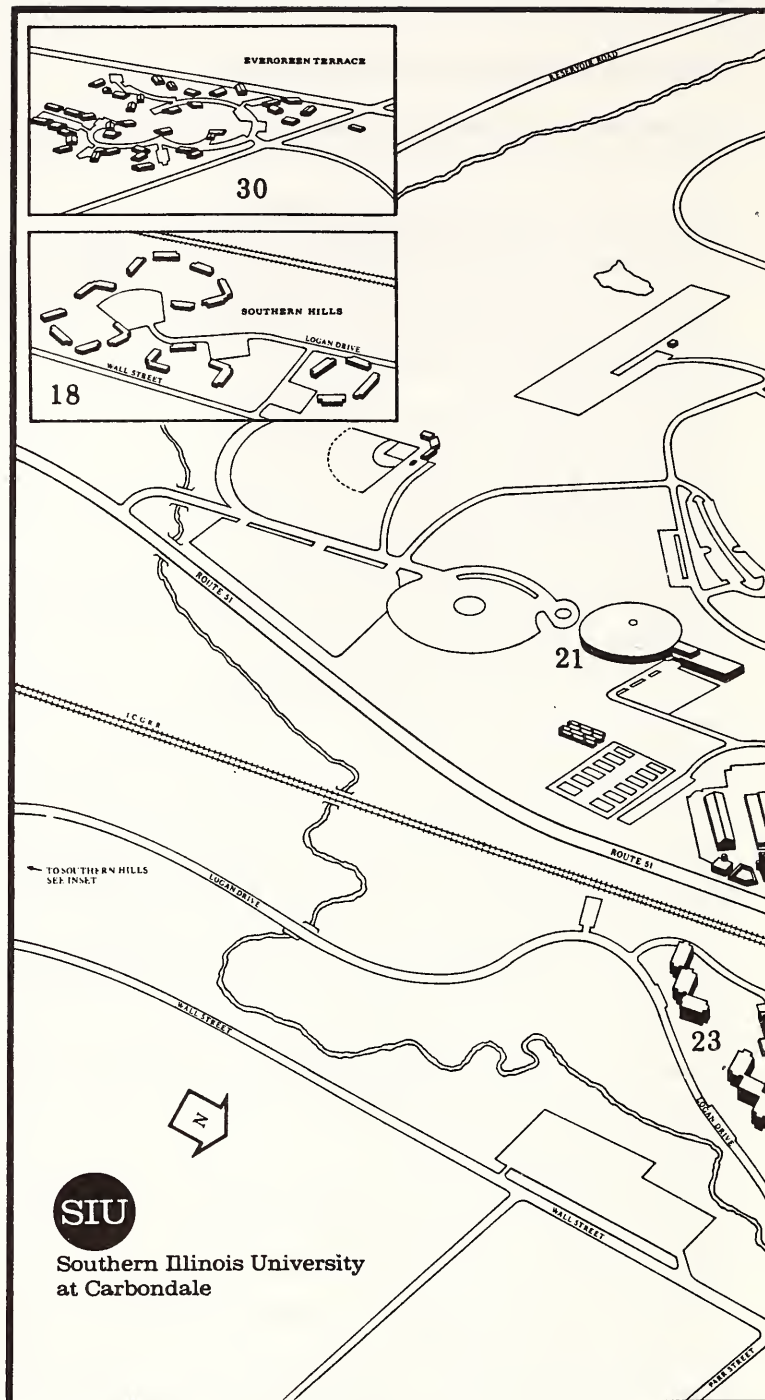 EVERGREEN TERRACE
30
RESERVOIR ROAD
SOUTHERN HILLS
LOGAN DRIVE
WALL STREET
18
ROUTE 51
21
ICGRR
ROUTE 51
TO SOUTHERN HILLS
SEE INSET
LOGAN DRIVE
WALL STREET
23
LOGAN DRIVE
N
WALL STREET
SIU
Southern Illinois University
at Carbondale
PARK STREET